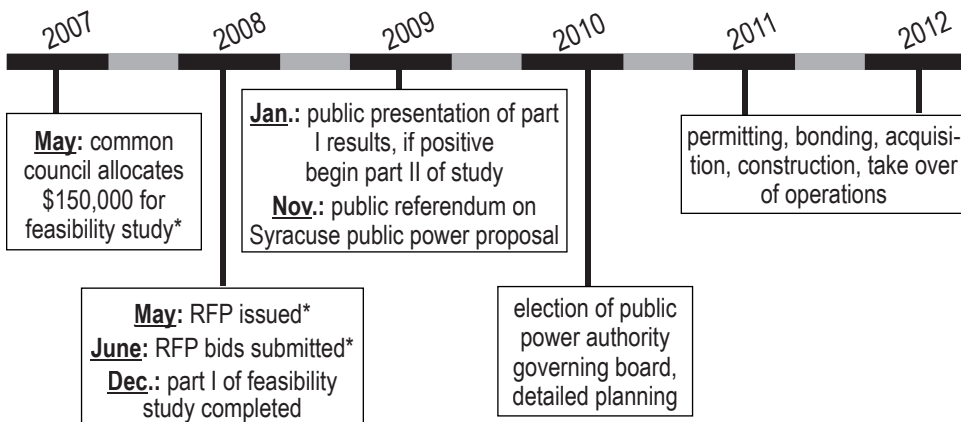 2007
2008
2009
2010
2011
2012
May: common
council allocates
$150,000 for
feasibility study*
May: RFP issued*
June: RFP bids submitted*
Dec.: part I of feasibility
study completed
Jan.: public presentation of part
I results, if positive
begin part II of study
Nov.: public referendum on
Syracuse public power proposal
election of public
power authority
governing board,
detailed planning
permitting, bonding, acquisi-
tion, construction, take over
of operations